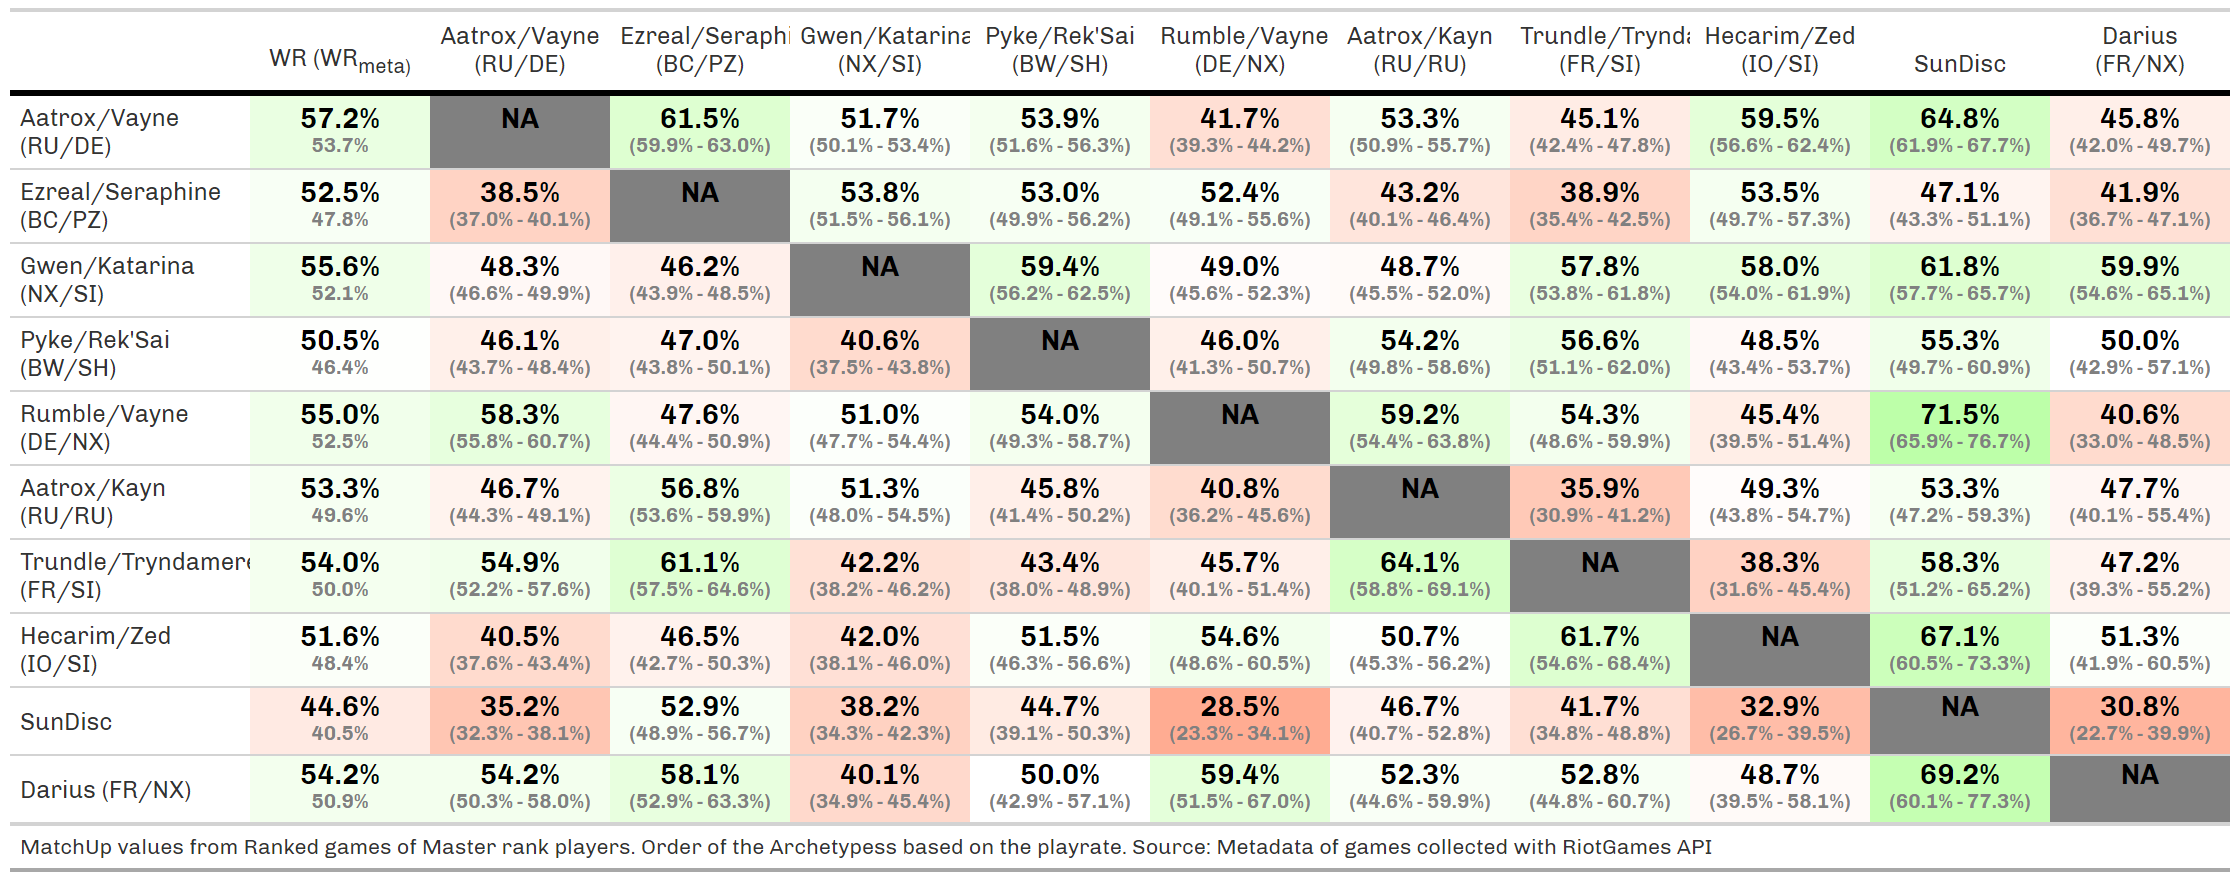 WR (WRmeta) Aatrox/Vayne (RU/DE) Ezreal/Seraphi (BC/PZ) Gwen/Katarina (NX/SI) Pyke/Rek'Sai (BW/SH) Rumble/Vayne (DE/NX) Aatrox/Kayn (RU/RU) Trundle/Trynda (FR/SI) Hecarim/Zed (IO/SI) SunDisc Darius (FR/NX)
Aatrox/Vayne 57.2% NA 61.5% 51.7% 53.9% 41.7% 53.3% 45.1% 59.5% 64.8% 45.8%
(RU/DE) 53.7% (59.9% - 63.0%) (50.1% - 53.4%) (51.6% - 56.3%) (39.3% - 44.2%) (50.9% - 55.7%) (42.4% - 47.8%) (56.6% - 62.4%) (61.9% - 67.7%) (42.0% - 49.7%)
Ezreal/Seraphine 52.5% 38.5% NA 53.8% 53.0% 52.4% 43.2% 38.9% 53.5% 47.1% 41.9%
(BC/PZ) 47.8% (37.0% - 40.1%) (51.5% - 56.1%) (49.9% - 56.2%) (49.1% - 55.6%) (40.1% - 46.4%) (35.4% - 42.5%) (49.7% - 57.3%) (43.3% - 51.1%) (36.7% - 47.1%)
Gwen/Katarina 55.6% 48.3% 46.2% NA 59.4% 49.0% 48.7% 57.8% 58.0% 61.8% 59.9%
(NX/SI) 52.1% (46.6% - 49.9%) (43.9% - 48.5%) (56.2% - 62.5%) (45.6% - 52.3%) (45.5% - 52.0%) (53.8% - 61.8%) (54.0% - 61.9%) (57.7% - 65.7%) (54.6% - 65.1%)
Pyke/Rek'Sai 50.5% 46.1% 47.0% 40.6% NA 46.0% 54.2% 56.6% 48.5% 55.3% 50.0%
(BW/SH) 46.4% (43.7% - 48.4%) (43.8% - 50.1%) (37.5% - 43.8%) (41.3% - 50.7%) (49.8% - 58.6%) (51.1% - 62.0%) (43.4% - 53.7%) (49.7% - 60.9%) (42.9% - 57.1%)
Rumble/Vayne 55.0% 58.3% 47.6% 51.0% 54.0% NA 59.2% 54.3% 45.4% 71.5% 40.6%
(DE/NX) 52.5% (55.8% - 60.7%) (44.4% - 50.9%) (47.7% - 54.4%) (49.3% - 58.7%) (54.4% - 63.8%) (48.6% - 59.9%) (39.5% - 51.4%) (65.9% - 76.7%) (33.0% - 48.5%)
Aatrox/Kayn 53.3% 46.7% 56.8% 51.3% 45.8% 40.8% NA 35.9% 49.3% 53.3% 47.7%
(RU/RU) 49.6% (44.3% - 49.1%) (53.6% - 59.9%) (48.0% - 54.5%) (41.4% - 50.2%) (36.2% - 45.6%) (30.9% - 41.2%) (43.8% - 54.7%) (47.2% - 59.3%) (40.1% - 55.4%)
Trundle/Tryndamere 54.0% 54.9% 61.1% 42.2% 43.4% 45.7% 64.1% NA 38.3% 58.3% 47.2%
(FR/SI) 50.0% (52.2% - 57.6%) (57.5% - 64.6%) (38.2% - 46.2%) (38.0% - 48.9%) (40.1% - 51.4%) (58.8% - 69.1%) (31.6% - 45.4%) (51.2% - 65.2%) (39.3% - 55.2%)
Hecarim/Zed 51.6% 40.5% 46.5% 42.0% 51.5% 54.6% 50.7% 61.7% NA 67.1% 51.3%
(IO/SI) 48.4% (37.6% - 43.4%) (42.7% - 50.3%) (38.1% - 46.0%) (46.3% - 56.6%) (48.6% - 60.5%) (45.3% - 56.2%) (54.6% - 68.4%) (60.5% - 73.3%) (41.9% - 60.5%)
SunDisc 44.6% 35.2% 52.9% 38.2% 44.7% 28.5% 46.7% 41.7% 32.9% NA 30.8%
40.5% (32.3% - 38.1%) (48.9% - 56.7%) (34.3% - 42.3%) (39.1% - 50.3%) (23.3% - 34.1%) (40.7% - 52.8%) (34.8% - 48.8%) (26.7% - 39.5%) (22.7% - 39.9%)
Darius (FR/NX) 54.2% 54.2% 58.1% 40.1% 50.0% 59.4% 52.3% 52.8% 48.7% 69.2% NA
50.9% (50.3% - 58.0%) (52.9% - 63.3%) (34.9% - 45.4%) (42.9% - 57.1%) (51.5% - 67.0%) (44.6% - 59.9%) (44.8% - 60.7%) (39.5% - 58.1%) (60.1% - 77.3%)
MatchUp values from Ranked games of Master rank players. Order of the Archetypess based on the playrate. Source: Metadata of games collected with RiotGames API